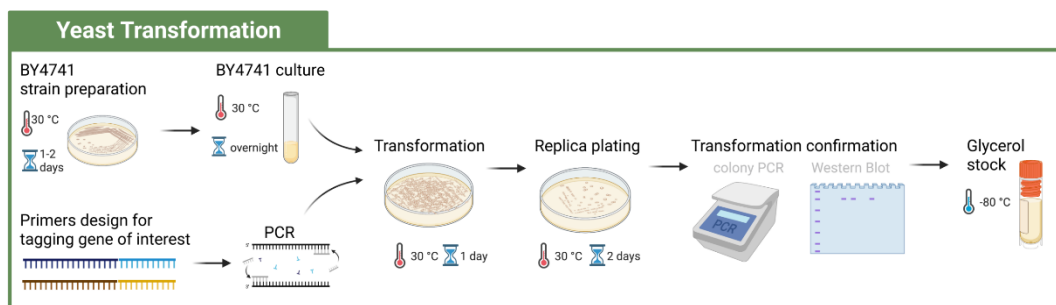 Yeast Transformation
BY4741
strain preparation
30 °C
1-2
days
BY4741 culture
30 °C
overnight
Primers design for
tagging gene of interest
PCR
Transformation
30 °C
1 day
Replica plating
30 °C
2 days
Transformation confirmation
colony PCR
Western Blot
PCR
Glycerol
stock
-80 °C